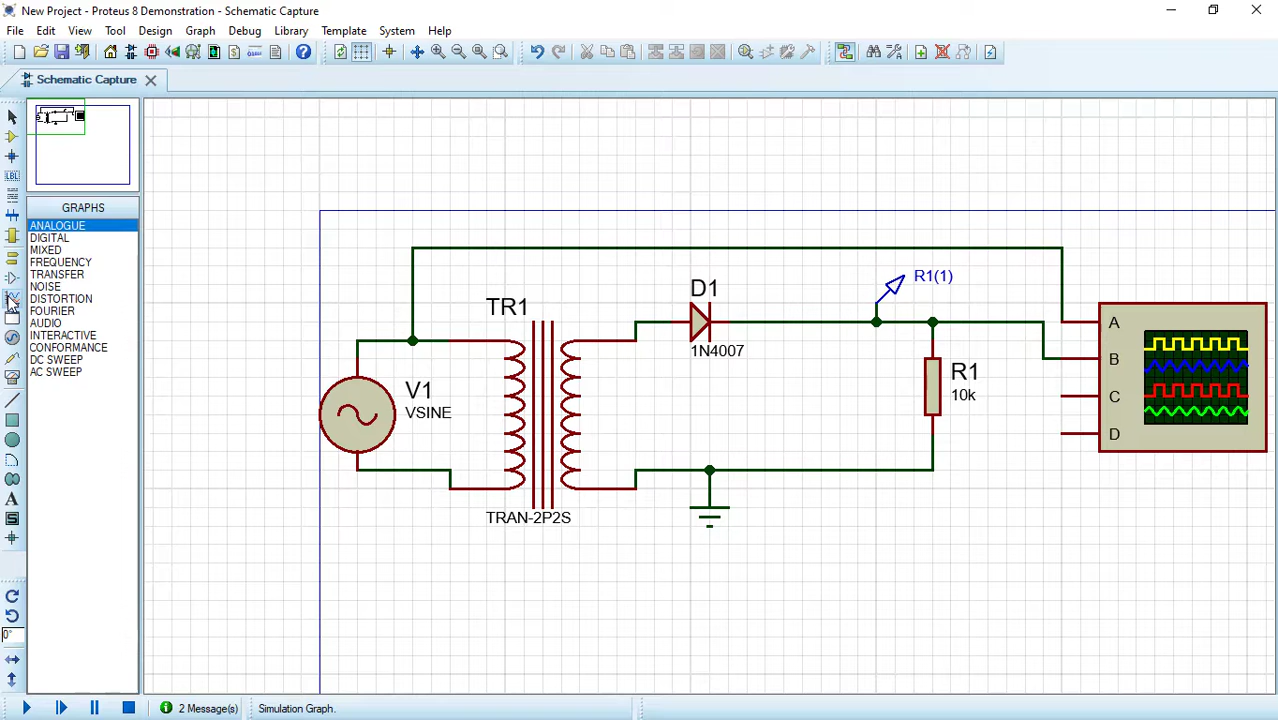 New Project - Proteus 8 Demonstration - Schematic Capture
File Edit View Tool Design Graph Debug Library Template System Help
Schematic Capture
GRAPHS
ANALOGUE
DIGITAL
MIXED
FREQUENCY
TRANSFER
NOISE
DISTORTION
FOURIER
AUDIO
INTERACTIVE
CONFORMANCE
DC SWEEP
AC SWEEP
LBL
A
S
0°
R1(1)
D1
1N4007
TR1
TRAN-2P2S
V1
VSINE
R1
10k
A
B
C
D
2 Message(s)
Simulation Graph.